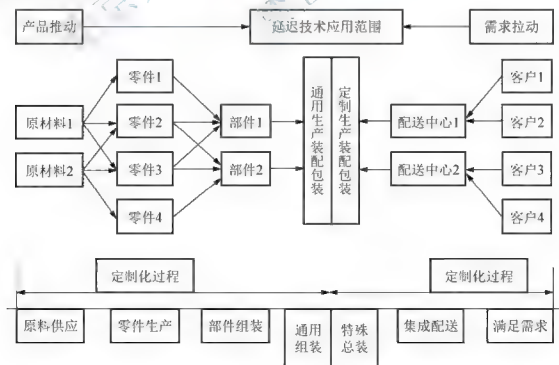 产品推动
延迟技术应用范围
需求拉动
零件1
客户1
原材料1
零件2
部件1
通用生产装配包装
定制生产装配包装
配送中心1
客户2
原材料2
零件3
部件2
配送中心2
客户3
零件4
客户4
定制化过程
定制化过程
原料供应
零件生产
部件组装
通用
组装
特殊
总装
集成配送
满足需求